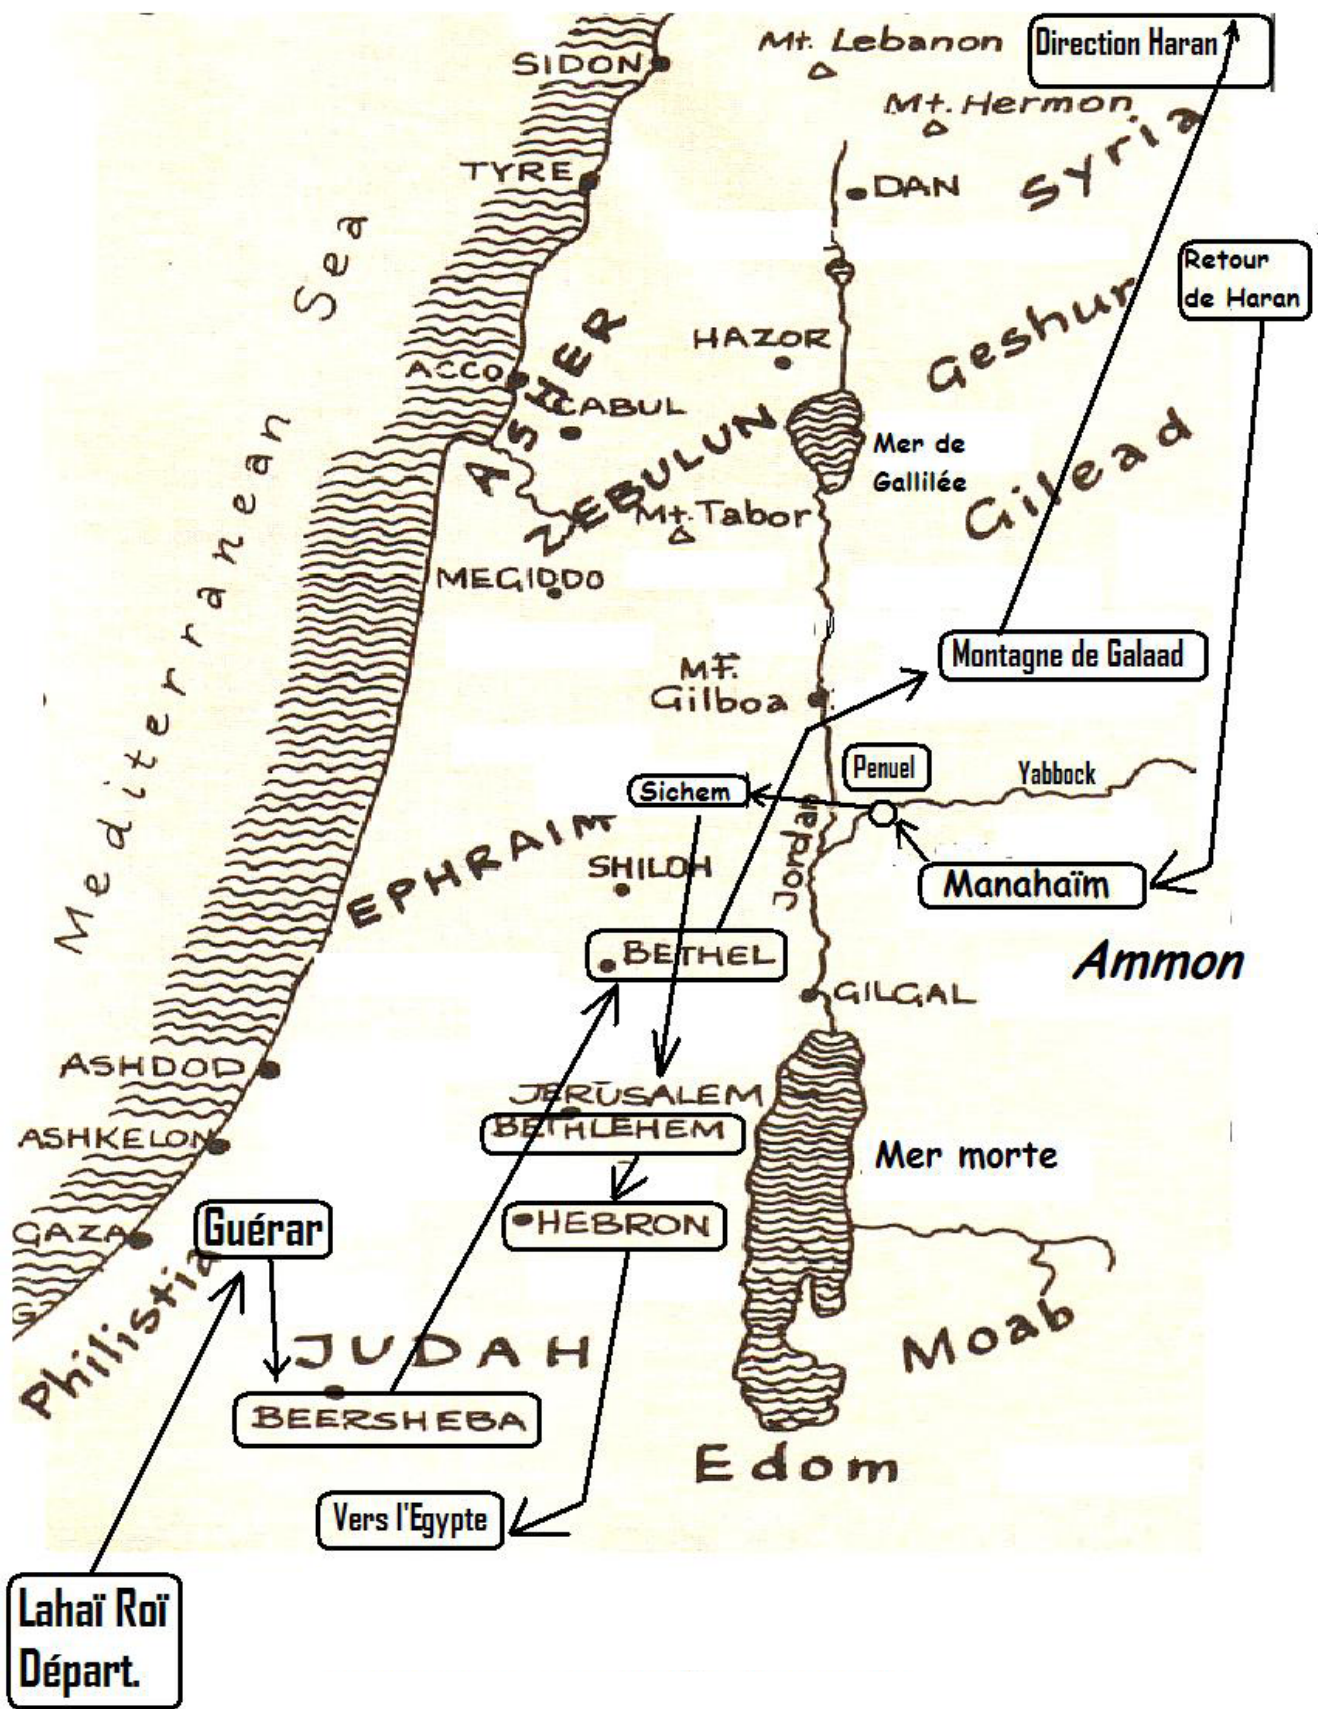 Mt. Lebanon
Direction Haran
SIDON
Mt. Hermon
Syria
TYRE
DAN
Mediterranean Sea
Retour
de Haran
Geshur
HAZOR
ASHER
ACCO
CABUL
ZEBULUN
Mer de
Gallilée
Gilead
Mt. Tabor
MEGIDDO
Montagne de Galaad
Mt.
Gilboa
Penuel
Yabbock
Sichem
Jordan
EPHRAIM
SHILOH
Manahaïm
BETHEL
Ammon
GILGAL
ASHDOD
JERUSALEM
BETHLEHEM
ASHKELON
Mer morte
Guérar
HEBRON
GAZA
Philistia
JUDAH
Moab
BEERSHEBA
Edom
Vers l'Egypte
Lahaï Roï
Départ.